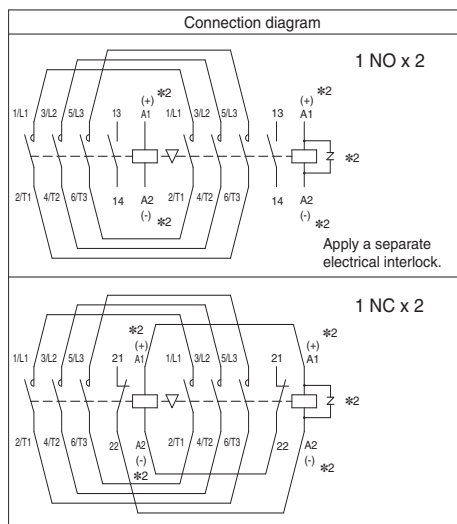 Connection diagram
1 NO x 2
*2
*2
1/L1 3/L2 5/L3 13 (+) A1 1/L1 3/L2 5/L3 13 (+) A1
*2
2/T1 4/T2 6/T3 14 A2 (-) 2/T1 4/T2 6/T3 14 A2 (-)
*2
*2
Apply a separate
electrical interlock.
1 NC x 2
*2
*2
1/L1 3/L2 5/L3 21 (+) A1 1/L1 3/L2 5/L3 21 (+) A1
*2
2/T1 4/T2 6/T3 22 A2 (-) 2/T1 4/T2 6/T3 22 A2 (-)
*2
*2